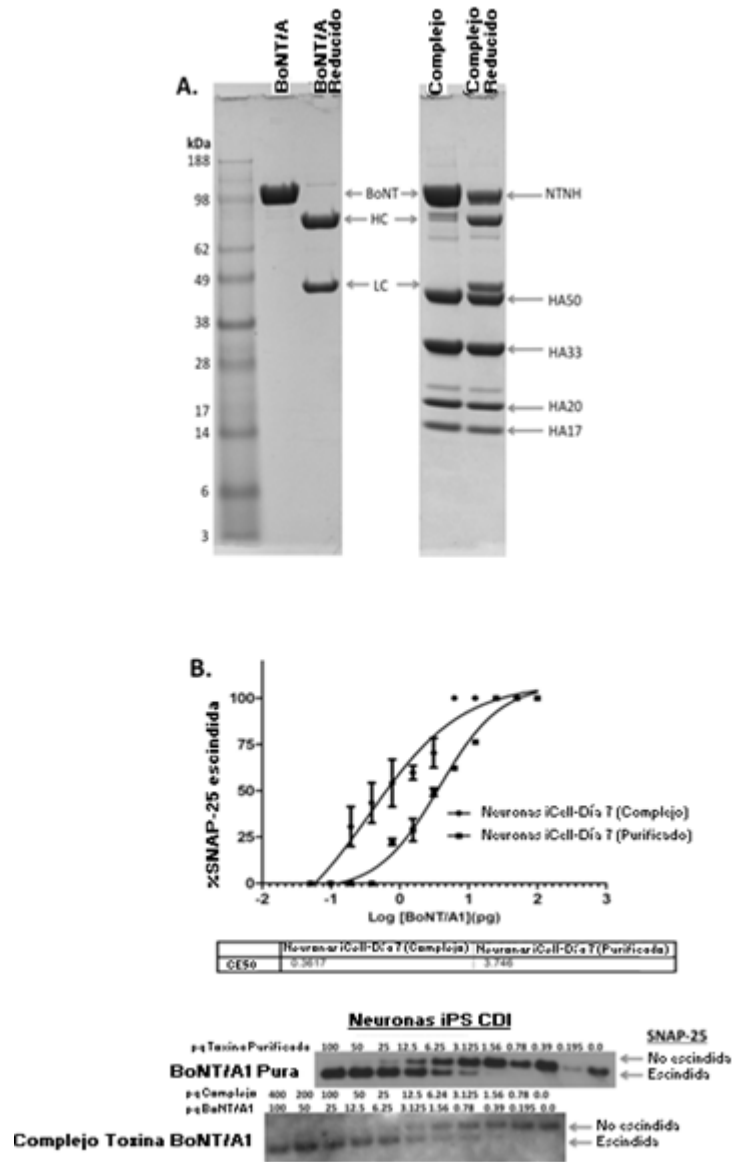 A.
BoNT/A
BoNT/A Reducido
Complejo
Complejo Reducido
kDa
188
98
62
49
38
28
17
14
6
3
BoNT
HC
LC
NTNH
HA50
HA33
HA20
HA17
B.
%SNAP-25 escindida
100
75
50
25
0
-2 -1 0 1 2 3
Log [BoNT/A1](pg)
Neuronas iCell-Día 7 (Complejo)
Neuronas iCell-Día 7 (Purificado)
Neuronas iCell-Día 7 (Complejo) Neuronas iCell-Día 7 (Purificada)
CE50 0.3617 3.746
Neuronas iPS CDI
SNAP-25
pg Toxina Purificada 100 50 25 12.5 6.25 3.125 1.56 0.78 0.39 0.195 0.0
BoNT/A1 Pura
No escindida
Escindida
pg Complejo 400 200 100 50 25 12.5 6.24 3.125 1.56 0.78 0.0
pg BoNT/A1 100 50 25 12.5 6.25 3.125 1.56 0.78 0.39 0.195 0.0
Complejo Toxina BoNT/A1
No escindida
Escindida